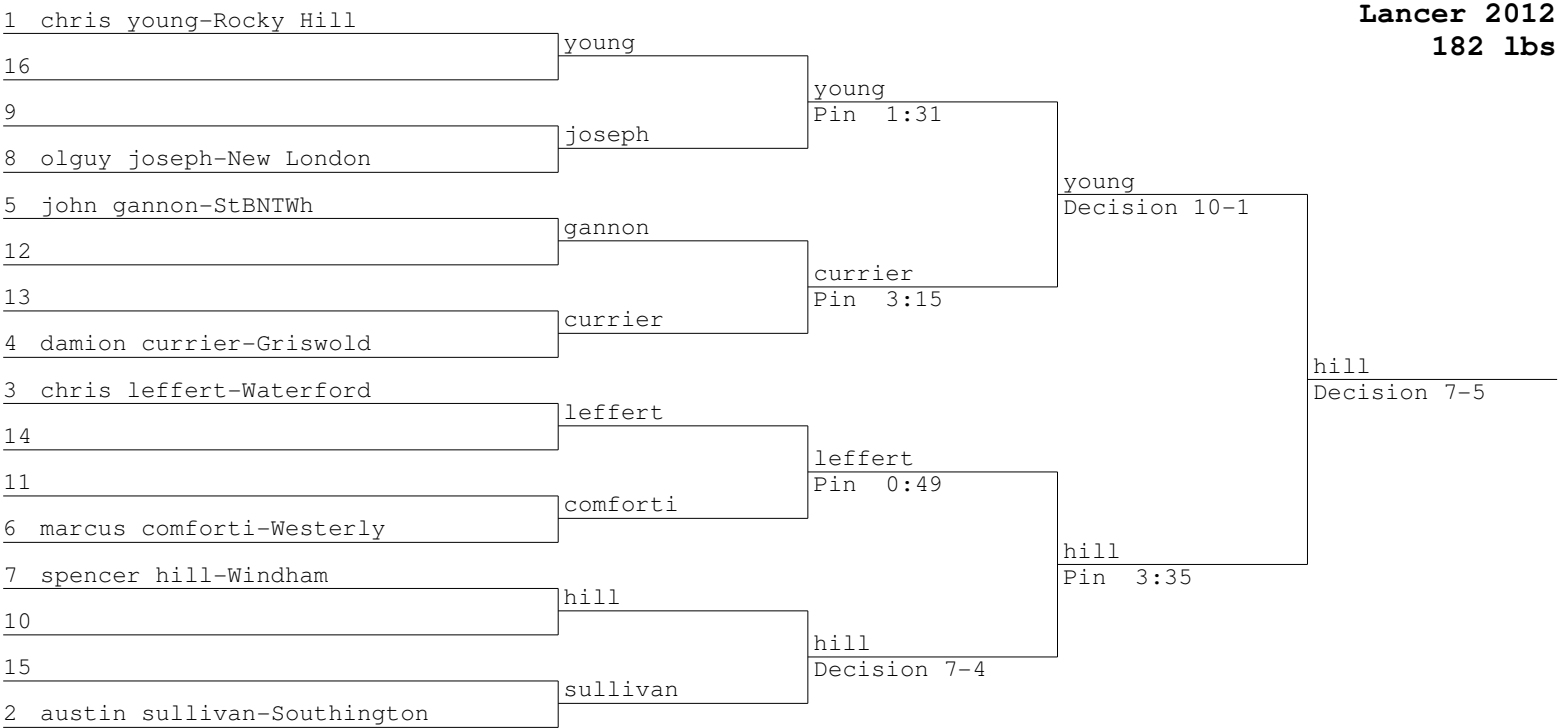 Lancer 2012
182 lbs
1 chris young-Rocky Hill
16
9
8 olguy joseph-New London
5 john gannon-StBNTWh
12
13
4 damion currier-Griswold
3 chris leffert-Waterford
14
11
6 marcus comforti-Westerly
7 spencer hill-Windham
10
15
2 austin sullivan-Southington
young
joseph
gannon
currier
leffert
comforti
hill
sullivan
young
Pin 1:31
currier
Pin 3:15
leffert
Pin 0:49
hill
Decision 7-4
young
Decision 10-1
hill
Pin 3:35
hill
Decision 7-5